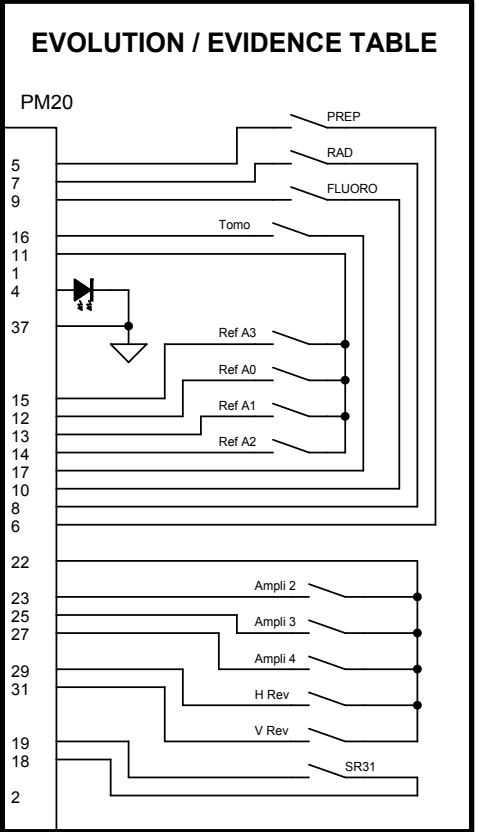 EVOLUTION / EVIDENCE TABLE
PM20
PREP
5
RAD
7
FLUORO
9
Tomo
16
11
1
4
37
Ref A3
Ref A0
15
Ref A1
12
13
Ref A2
14
17
10
8
6
22
Ampli 2
23
25
Ampli 3
27
Ampli 4
29
H Rev
31
V Rev
19
18
SR31
2